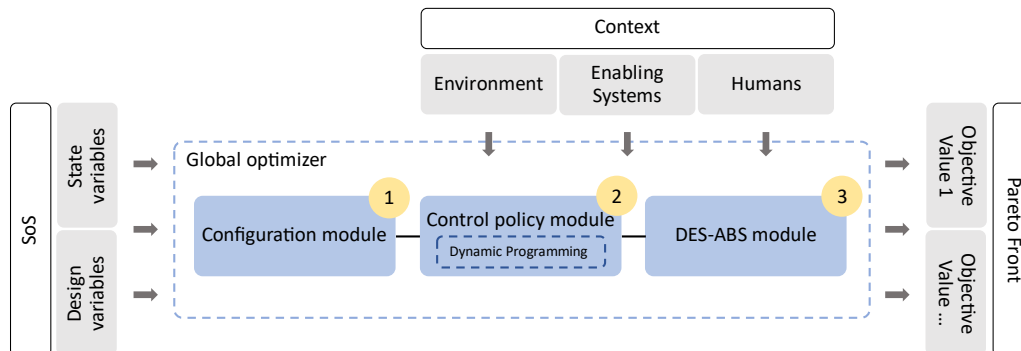 Context
Environment
Enabling
Systems
Humans
SoS
State
variables
Design
variables
Global optimizer
1
Configuration module
2
Control policy module
Dynamic Programming
3
DES-ABS module
Objective
Value 1
Objective
Value ...
Pareto Front